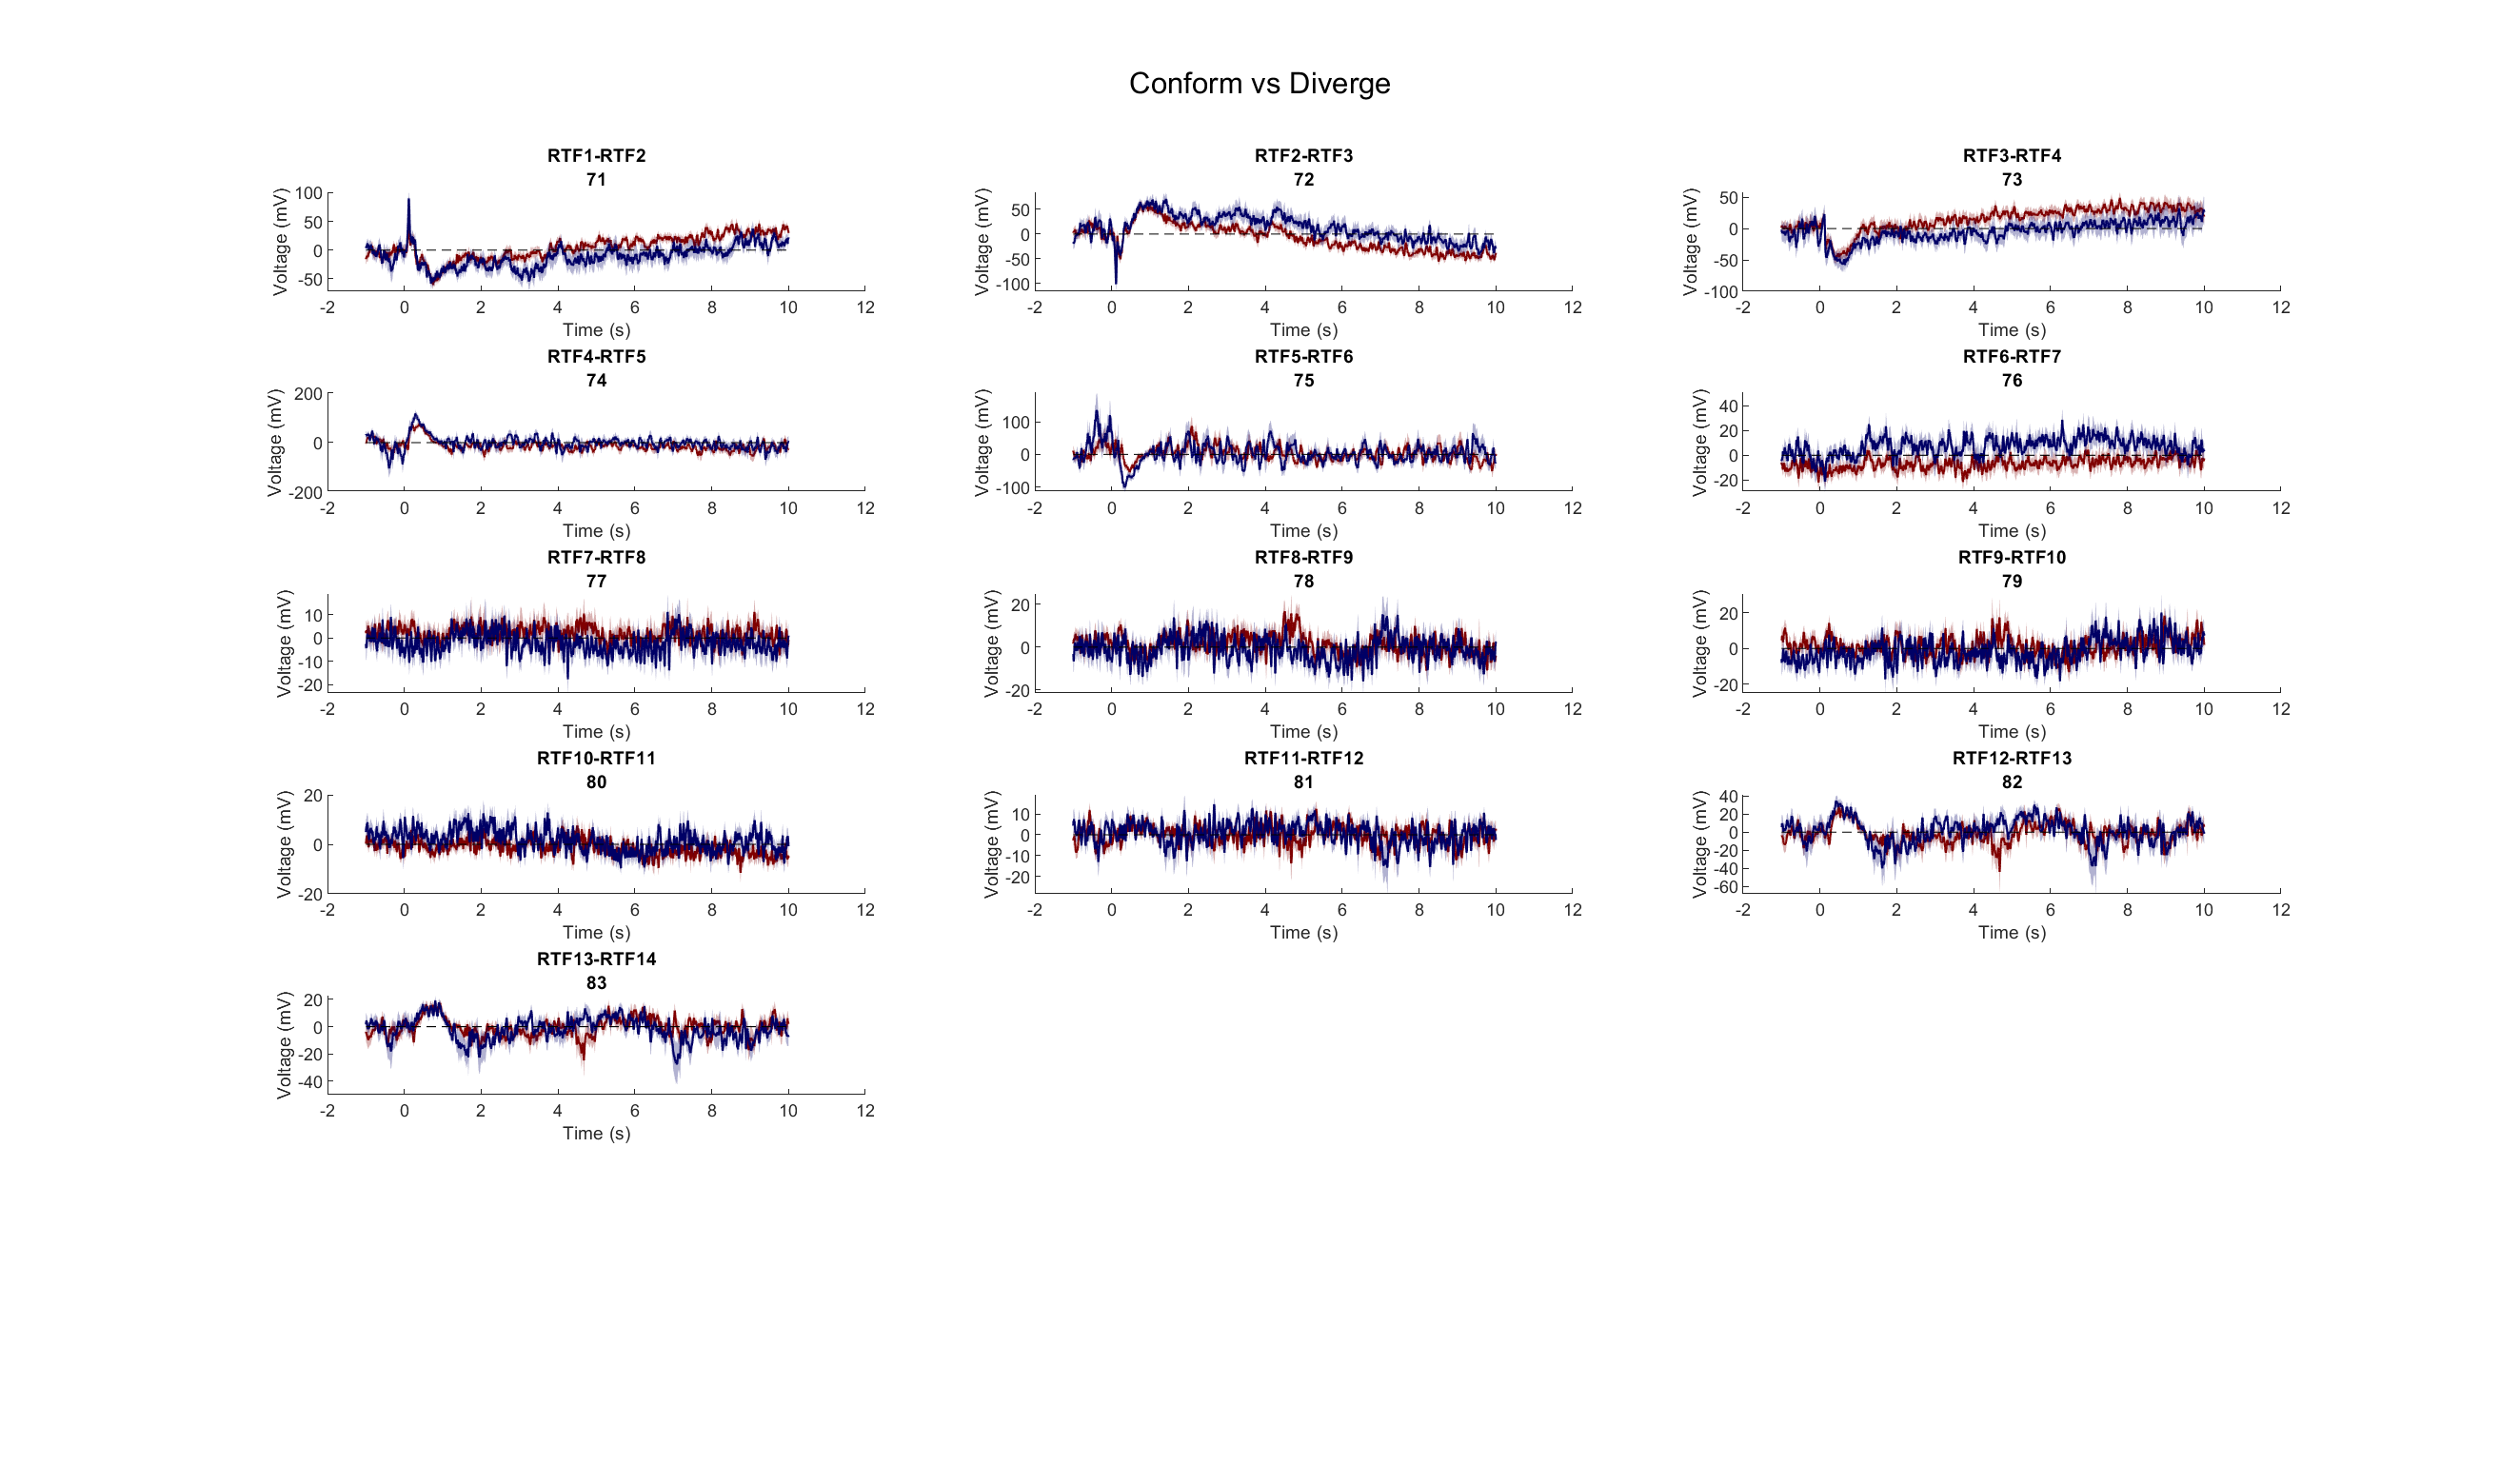 Conform vs Diverge
RTF1-RTF2
71
Voltage (mV)
100
50
0
-50
-2 0 2 4 6 8 10 12
Time (s)
RTF2-RTF3
72
Voltage (mV)
50
0
-50
-100
-2 0 2 4 6 8 10 12
Time (s)
RTF3-RTF4
73
Voltage (mV)
50
0
-50
-100
-2 0 2 4 6 8 10 12
Time (s)
RTF4-RTF5
74
Voltage (mV)
200
0
-200
-2 0 2 4 6 8 10 12
Time (s)
RTF5-RTF6
75
Voltage (mV)
100
0
-100
-2 0 2 4 6 8 10 12
Time (s)
RTF6-RTF7
76
Voltage (mV)
40
20
0
-20
-2 0 2 4 6 8 10 12
Time (s)
RTF7-RTF8
77
Voltage (mV)
10
0
-10
-20
-2 0 2 4 6 8 10 12
Time (s)
RTF8-RTF9
78
Voltage (mV)
20
0
-20
-2 0 2 4 6 8 10 12
Time (s)
RTF9-RTF10
79
Voltage (mV)
20
0
-20
-2 0 2 4 6 8 10 12
Time (s)
RTF10-RTF11
80
Voltage (mV)
20
0
-20
-2 0 2 4 6 8 10 12
Time (s)
RTF11-RTF12
81
Voltage (mV)
10
0
-10
-20
-2 0 2 4 6 8 10 12
Time (s)
RTF12-RTF13
82
Voltage (mV)
40
20
0
-20
-40
-60
-2 0 2 4 6 8 10 12
Time (s)
RTF13-RTF14
83
Voltage (mV)
20
0
-20
-40
-2 0 2 4 6 8 10 12
Time (s)